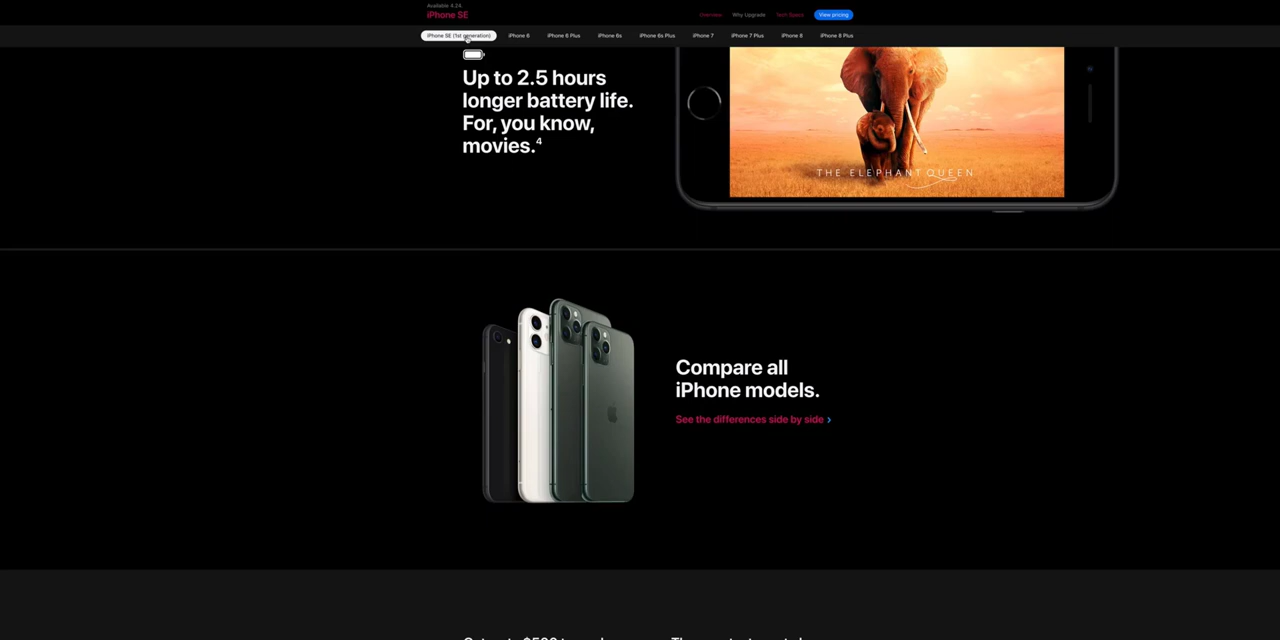 Available 4.24.
iPhone SE
Overview Why Upgrade Tech Specs View pricing
iPhone SE (1st generation) iPhone 6 iPhone 6 Plus iPhone 6s iPhone 6s Plus iPhone 7 iPhone 7 Plus iPhone 8 iPhone 8 Plus
Up to 2.5 hours
longer battery life.
For, you know,
movies.4
THE ELEPHANT QUEEN
Compare all
iPhone models.
See the differences side by side ›